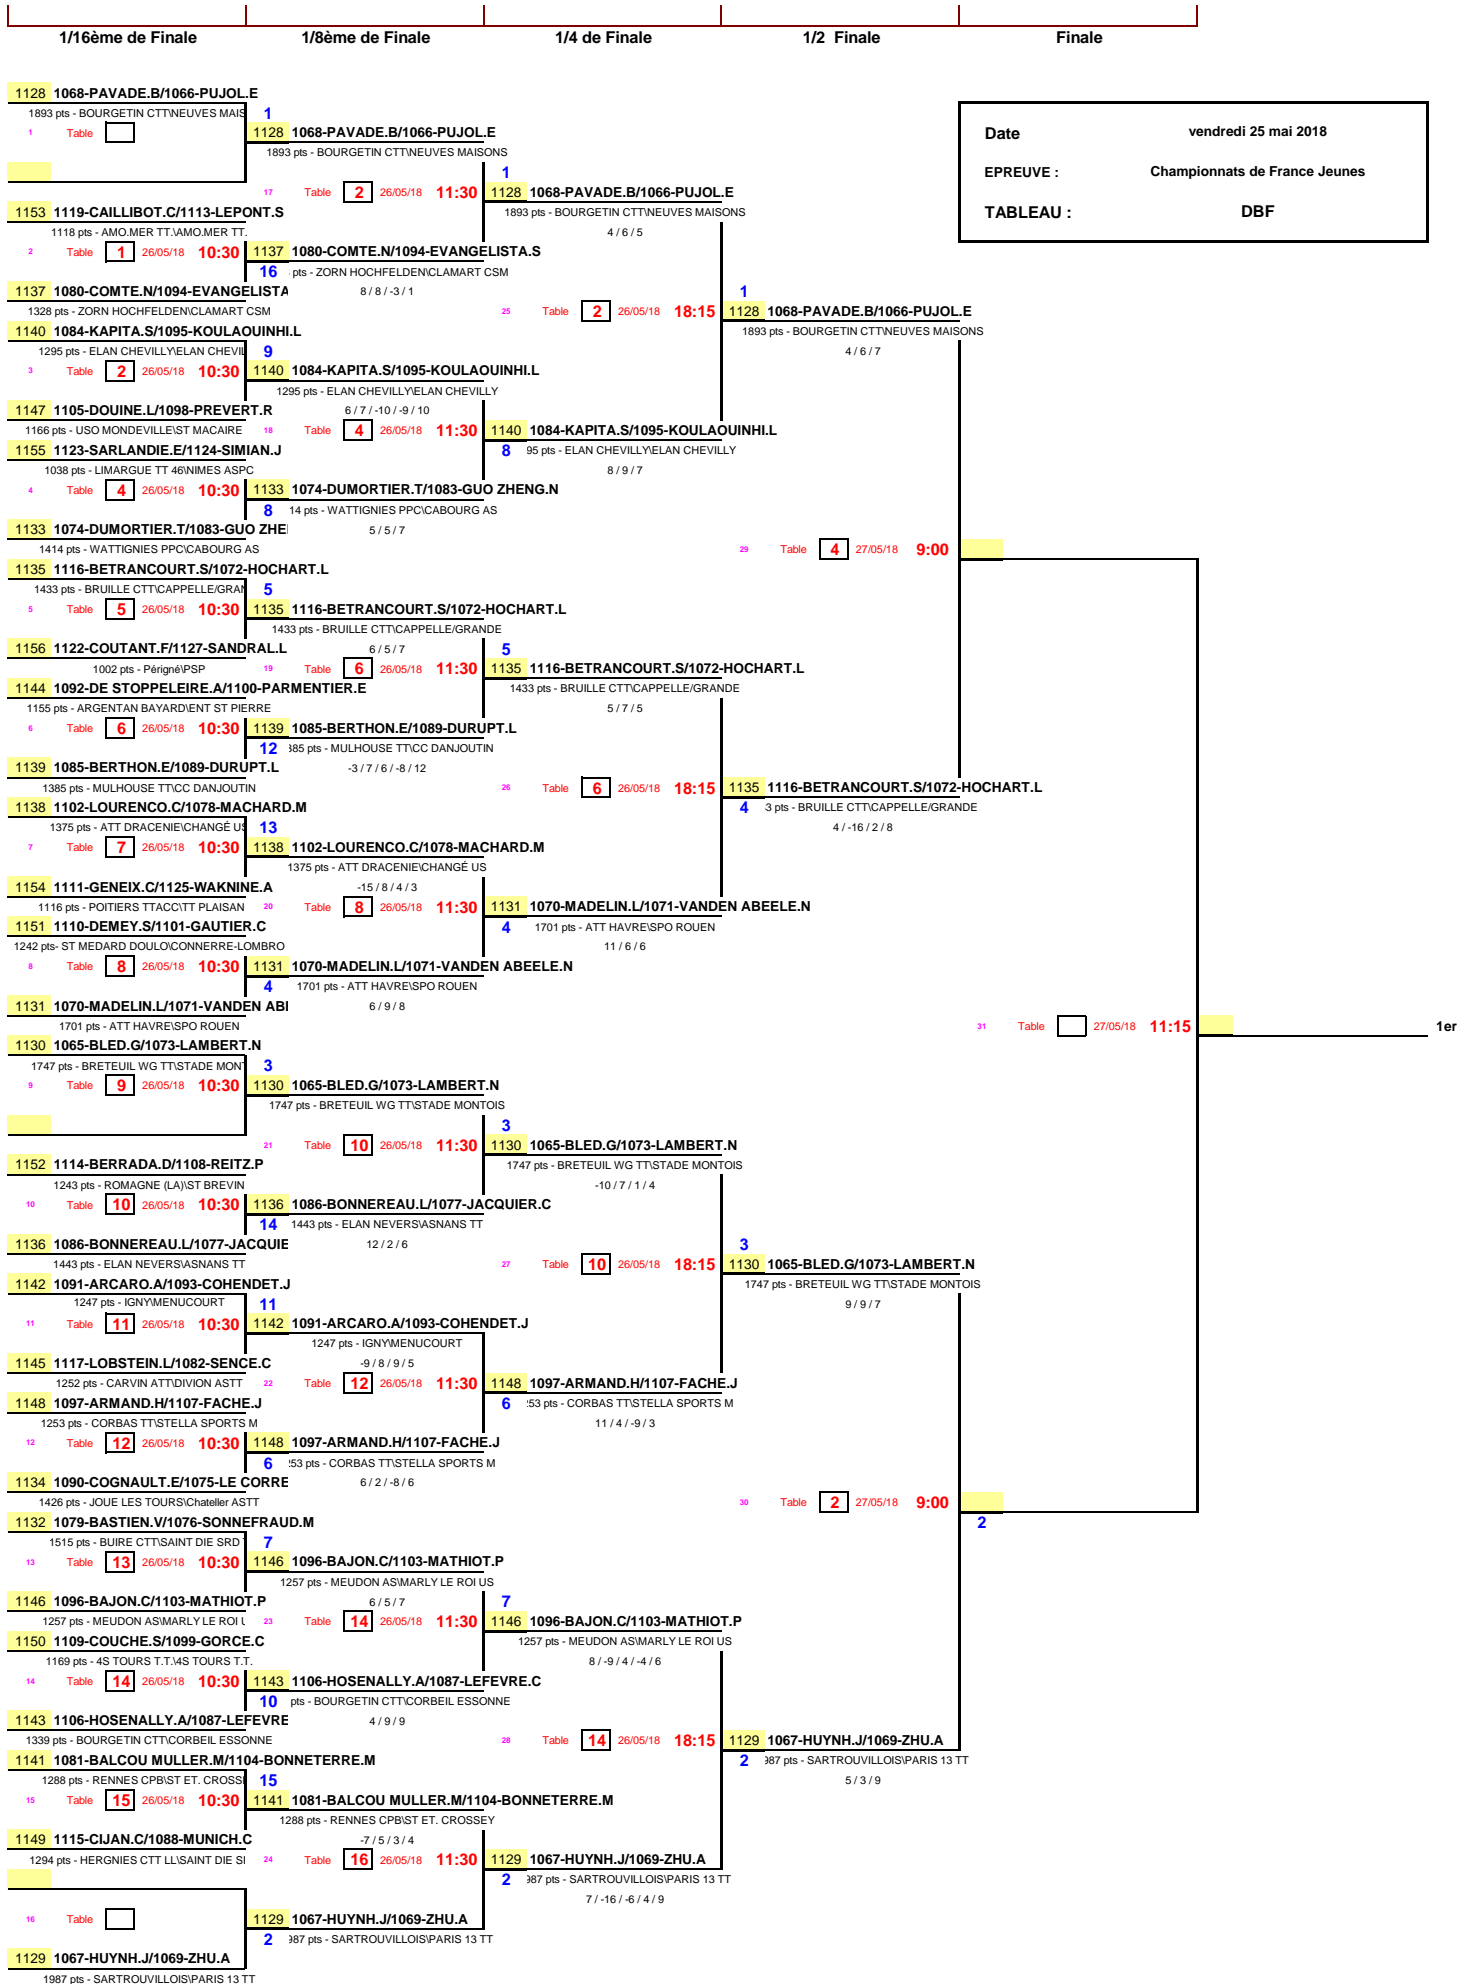 1/16ème de Finale 1/8ème de Finale 1/4 de Finale 1/2 Finale Finale
1128 1068-PAVADE.B/1066-PUJOL.E
1893 pts - BOURGETIN CTT\NEUVES MAIS 1
1 Table 1128 1068-PAVADE.B/1066-PUJOL.E
Date vendredi 25 mai 2018
1893 pts - BOURGETIN CTT\NEUVES MAISONS
EPREUVE : Championnats de France Jeunes
1
17 Table 2 26/05/18 11:30 1128 1068-PAVADE.B/1066-PUJOL.E
1153 1119-CAILLIBOT.C/1113-LEPONT.S
1893 pts - BOURGETIN CTT\NEUVES MAISONS
TABLEAU : DBF
1118 pts - AMO.MER TT.\AMO.MER TT.
4 / 6 / 5
2 Table 1 26/05/18 10:30 1137 1080-COMTE.N/1094-EVANGELISTA.S
16 pts - ZORN HOCHFELDEN\CLAMART CSM
1137 1080-COMTE.N/1094-EVANGELISTA
8 / 8 / -3 / 1
1
1328 pts - ZORN HOCHFELDEN\CLAMART CSM
25 Table 2 26/05/18 18:15 1128 1068-PAVADE.B/1066-PUJOL.E
1140 1084-KAPITA.S/1095-KOULAOUINHI.L
1893 pts - BOURGETIN CTT\NEUVES MAISONS
1295 pts - ELAN CHEVILLY\ELAN CHEVIL 9
4 / 6 / 7
3 Table 2 26/05/18 10:30 1140 1084-KAPITA.S/1095-KOULAOUINHI.L
1295 pts - ELAN CHEVILLY\ELAN CHEVILLY
1147 1105-DOUINE.L/1098-PREVERT.R
6 / 7 / -10 / -9 / 10
1166 pts - USO MONDEVILLE\ST MACAIRE
18 Table 4 26/05/18 11:30 1140 1084-KAPITA.S/1095-KOULAOUINHI.L
1155 1123-SARLANDIE.E/1124-SIMIAN.J
8 95 pts - ELAN CHEVILLY\ELAN CHEVILLY
1038 pts - LIMARGUE TT 46\NIMES ASPC
8 / 9 / 7
4 Table 4 26/05/18 10:30 1133 1074-DUMORTIER.T/1083-GUO ZHENG.N
8 14 pts - WATTIGNIES PPC\CABOURG AS
1133 1074-DUMORTIER.T/1083-GUO ZHE
5 / 5 / 7
1414 pts - WATTIGNIES PPC\CABOURG AS
29 Table 4 27/05/18 9:00
1135 1116-BETRANCOURT.S/1072-HOCHART.L
1433 pts - BRUILLE CTT\CAPPELLE/GRAN 5
5 Table 5 26/05/18 10:30 1135 1116-BETRANCOURT.S/1072-HOCHART.L
1433 pts - BRUILLE CTT\CAPPELLE/GRANDE
1156 1122-COUTANT.F/1127-SANDRAL.L
6 / 5 / 7
5
1002 pts - Périgné\PSP
19 Table 6 26/05/18 11:30 1135 1116-BETRANCOURT.S/1072-HOCHART.L
1144 1092-DE STOPPELEIRE.A/1100-PARMENTIER.E
1433 pts - BRUILLE CTT\CAPPELLE/GRANDE
1155 pts - ARGENTAN BAYARD\ENT ST PIERRE
5 / 7 / 5
6 Table 6 26/05/18 10:30 1139 1085-BERTHON.E/1089-DURUPT.L
12 385 pts - MULHOUSE TT\CC DANJOUTIN
1139 1085-BERTHON.E/1089-DURUPT.L
-3 / 7 / 6 / -8 / 12
1385 pts - MULHOUSE TT\CC DANJOUTIN
26 Table 6 26/05/18 18:15 1135 1116-BETRANCOURT.S/1072-HOCHART.L
1138 1102-LOURENCO.C/1078-MACHARD.M
4 3 pts - BRUILLE CTT\CAPPELLE/GRANDE
1375 pts - ATT DRACENIE\CHANGÉ US 13
4 / -16 / 2 / 8
7 Table 7 26/05/18 10:30 1138 1102-LOURENCO.C/1078-MACHARD.M
1375 pts - ATT DRACENIE\CHANGÉ US
1154 1111-GENEIX.C/1125-WAKNINE.A
-15 / 8 / 4 / 3
1116 pts - POITIERS TTACC\TT PLAISAN
20 Table 8 26/05/18 11:30 1131 1070-MADELIN.L/1071-VANDEN ABEELE.N
1151 1110-DEMEY.S/1101-GAUTIER.C
4 1701 pts - ATT HAVRE\SPO ROUEN
1242 pts- ST MEDARD DOULO\CONNERRE-LOMBRO
11 / 6 / 6
8 Table 8 26/05/18 10:30 1131 1070-MADELIN.L/1071-VANDEN ABEELE.N
4 1701 pts - ATT HAVRE\SPO ROUEN
1131 1070-MADELIN.L/1071-VANDEN ABI
6 / 9 / 8
1701 pts - ATT HAVRE\SPO ROUEN
31 Table 27/05/18 11:15 1er
1130 1065-BLED.G/1073-LAMBERT.N
1747 pts - BRETEUIL WG TT\STADE MONT 3
9 Table 9 26/05/18 10:30 1130 1065-BLED.G/1073-LAMBERT.N
1747 pts - BRETEUIL WG TT\STADE MONTOIS
3
21 Table 10 26/05/18 11:30 1130 1065-BLED.G/1073-LAMBERT.N
1152 1114-BERRADA.D/1108-REITZ.P
1747 pts - BRETEUIL WG TT\STADE MONTOIS
1243 pts - ROMAGNE (LA)\ST BREVIN
-10 / 7 / 1 / 4
10 Table 10 26/05/18 10:30 1136 1086-BONNEREAU.L/1077-JACQUIER.C
14 1443 pts - ELAN NEVERS\ASNANS TT
1136 1086-BONNEREAU.L/1077-JACQUIE
12 / 2 / 6
3
1443 pts - ELAN NEVERS\ASNANS TT
27 Table 10 26/05/18 18:15 1130 1065-BLED.G/1073-LAMBERT.N
1142 1091-ARCARO.A/1093-COHENDET.J
1747 pts - BRETEUIL WG TT\STADE MONTOIS
1247 pts - IGNY\MENUCOURT 11
9 / 9 / 7
11 Table 11 26/05/18 10:30 1142 1091-ARCARO.A/1093-COHENDET.J
1247 pts - IGNY\MENUCOURT
1145 1117-LOBSTEIN.L/1082-SENCE.C
-9 / 8 / 9 / 5
1252 pts - CARVIN ATT\DIVION ASTT
22 Table 12 26/05/18 11:30 1148 1097-ARMAND.H/1107-FACHE.J
1148 1097-ARMAND.H/1107-FACHE.J
6 253 pts - CORBAS TT\STELLA SPORTS M
1253 pts - CORBAS TT\STELLA SPORTS M
11 / 4 / -9 / 3
12 Table 12 26/05/18 10:30 1148 1097-ARMAND.H/1107-FACHE.J
6 253 pts - CORBAS TT\STELLA SPORTS M
1134 1090-COGNAULT.E/1075-LE CORRE
6 / 2 / -8 / 6
1426 pts - JOUE LES TOURS\Chateller ASTT
30 Table 2 27/05/18 9:00
1132 1079-BASTIEN.V/1076-SONNEFRAUD.M
2
1515 pts - BUIRE CTT\SAINT DIE SRD 7
13 Table 13 26/05/18 10:30 1146 1096-BAJON.C/1103-MATHIOT.P
1257 pts - MEUDON AS\MARLY LE ROI US
1146 1096-BAJON.C/1103-MATHIOT.P
6 / 5 / 7
7
1257 pts - MEUDON AS\MARLY LE ROI U
23 Table 14 26/05/18 11:30 1146 1096-BAJON.C/1103-MATHIOT.P
1150 1109-COUCHE.S/1099-GORCE.C
1257 pts - MEUDON AS\MARLY LE ROI US
1169 pts - 4S TOURS T.T.\4S TOURS T.T.
8 / -9 / 4 / -4 / 6
14 Table 14 26/05/18 10:30 1143 1106-HOSENALLY.A/1087-LEFEVRE.C
10 pts - BOURGETIN CTT\CORBEIL ESSONNE
1143 1106-HOSENALLY.A/1087-LEFEVRE
4 / 9 / 9
1339 pts - BOURGETIN CTT\CORBEIL ESSONNE
28 Table 14 26/05/18 18:15 1129 1067-HUYNH.J/1069-ZHU.A
1141 1081-BALCOU MULLER.M/1104-BONNETERRE.M
2 987 pts - SARTROUVILLOIS\PARIS 13 TT
1288 pts - RENNES CPB\ST ET. CROSSI 15
5 / 3 / 9
15 Table 15 26/05/18 10:30 1141 1081-BALCOU MULLER.M/1104-BONNETERRE.M
1288 pts - RENNES CPB\ST ET. CROSSEY
1149 1115-CIJAN.C/1088-MUNICH.C
-7 / 5 / 3 / 4
1294 pts - HERGNIES CTT LL\SAINT DIE SI
24 Table 16 26/05/18 11:30 1129 1067-HUYNH.J/1069-ZHU.A
2 987 pts - SARTROUVILLOIS\PARIS 13 TT
7 / -16 / -6 / 4 / 9
16 Table 1129 1067-HUYNH.J/1069-ZHU.A
2 987 pts - SARTROUVILLOIS\PARIS 13 TT
1129 1067-HUYNH.J/1069-ZHU.A
1987 pts - SARTROUVILLOIS\PARIS 13 TT